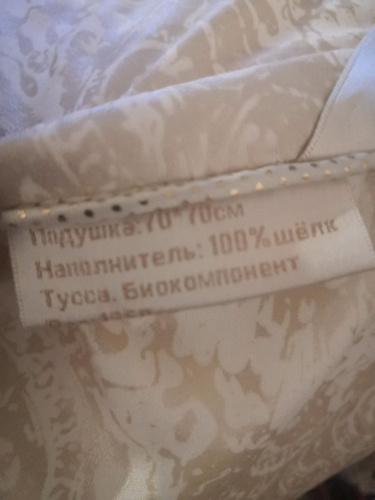 Подушка:70*70см
Наполнитель: 100% шёлк
Тусса. Биокомпонент